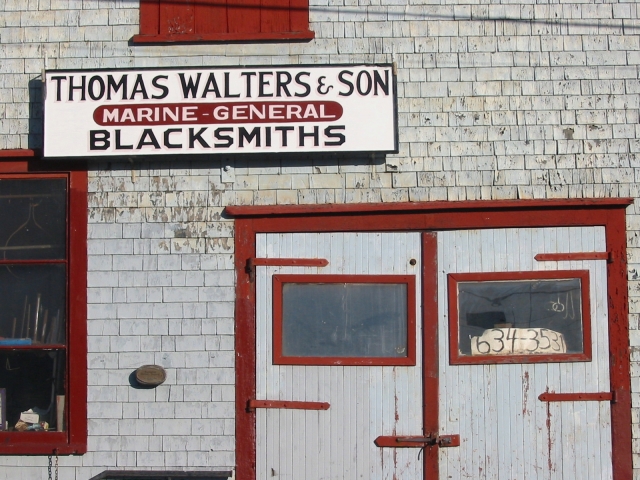 THOMAS WALTERS & SON
MARINE-GENERAL
BLACKSMITHS
634-3531